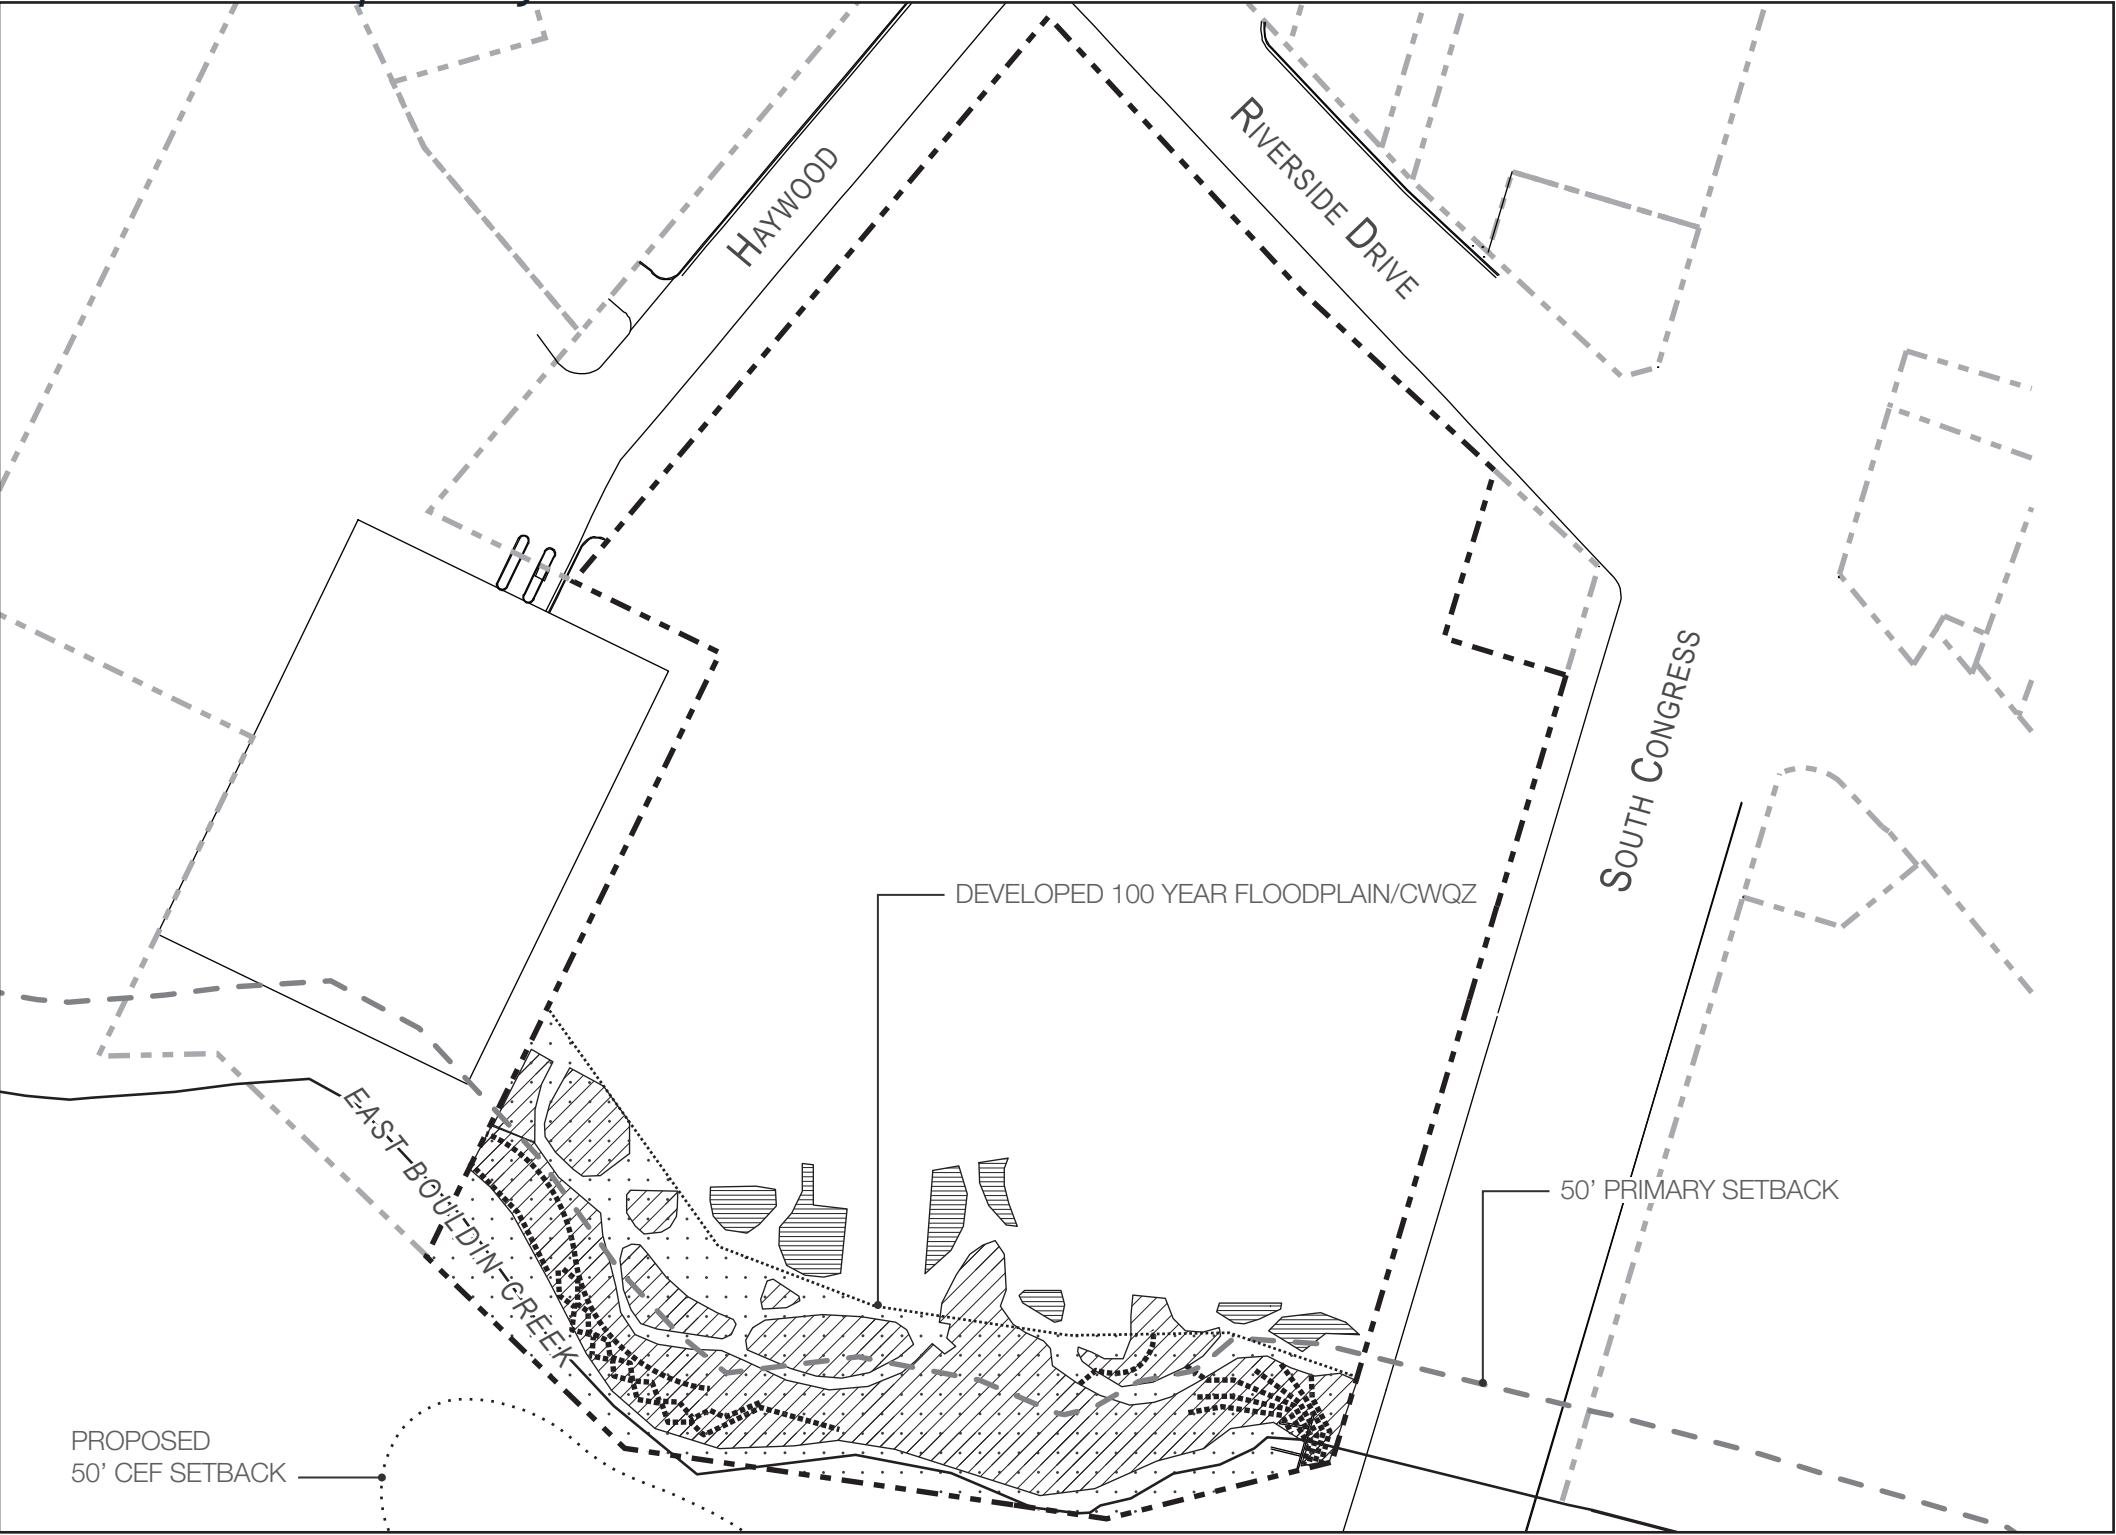 HAYWOOD
RIVERSIDE DRIVE
SOUTH CONGRESS
DEVELOPED 100 YEAR FLOODPLAIN/CWQZ
EAST BOULDIN CREEK
50' PRIMARY SETBACK
PROPOSED
50' CEF SETBACK